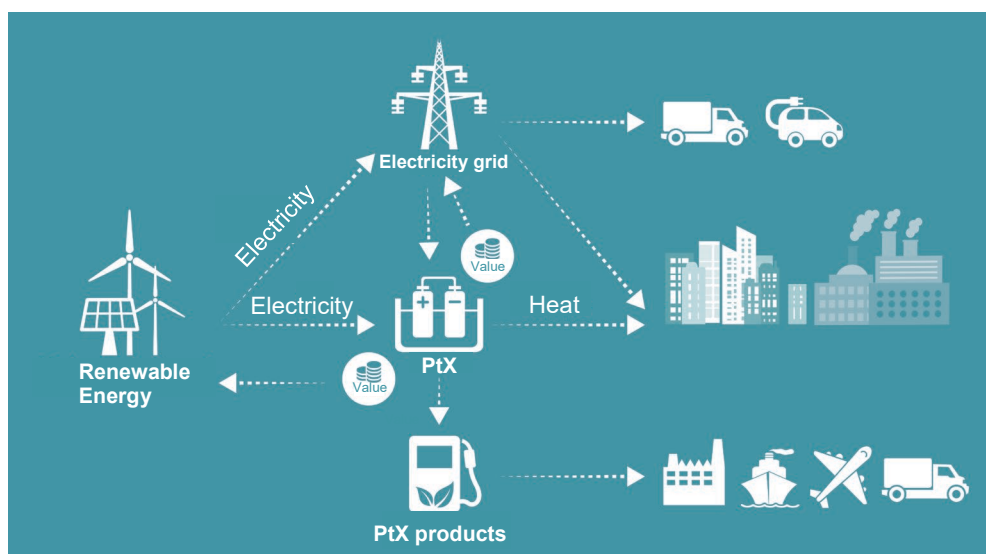 Electricity grid
Electricity
Value
Electricity
Heat
Renewable
Energy
PtX
Value
PtX products